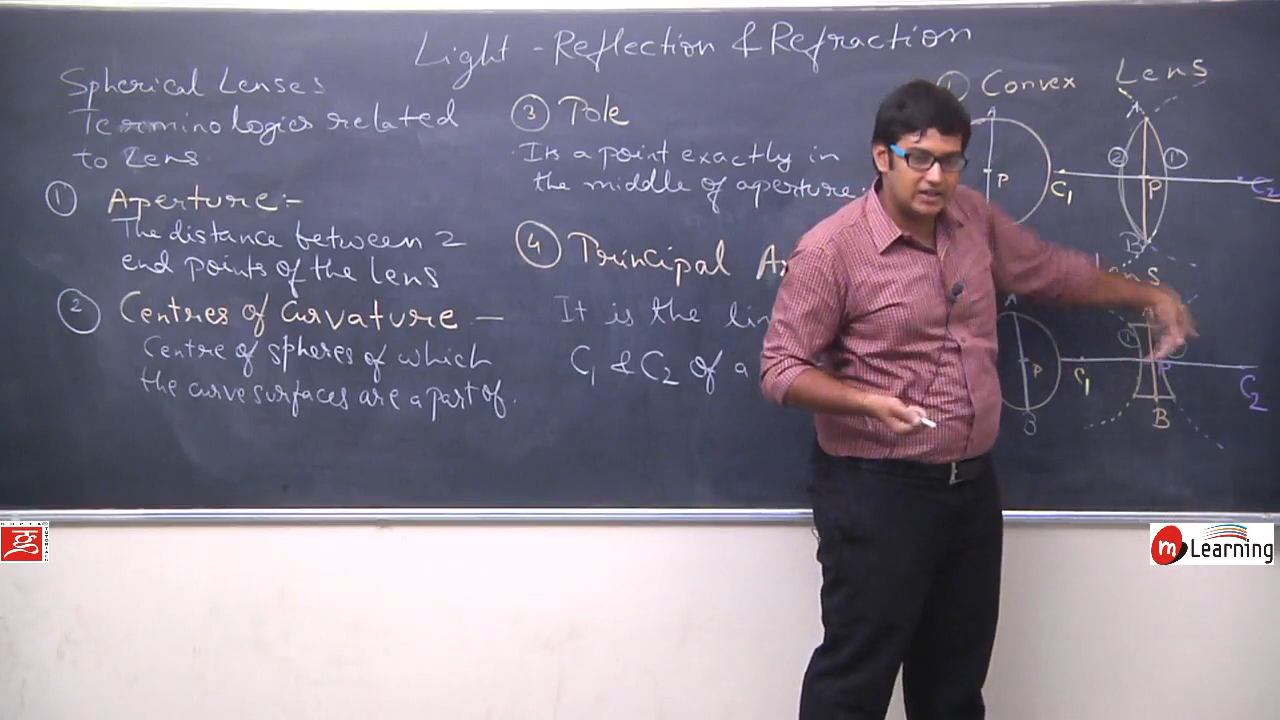 Light - Reflection & Refraction
Spherical Lenses
Terminologies related
to Lens
① Aperture:-
The distance between 2
end points of the lens
② Centres of Curvature —
Centre of spheres of which
the curve surfaces are a part of.
③ Pole
It's a point exactly in
the middle of aperture.
④ Principal
It is the
C1 & C2 of a
① Convex Lens
A
P
C1
A
② ①
P
B
C2
lens
A
P
B
C1
①
P
B
C2
GUPTA TUTORIALS
g
m Learning